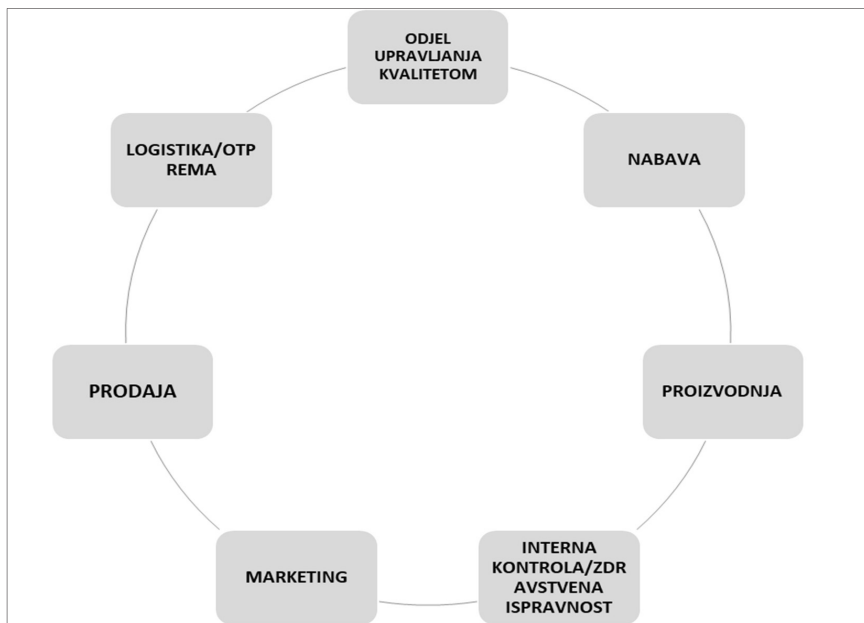 ODJEL
UPRAVLJANJA
KVALITETOM
NABAVA
PROIZVODNJA
INTERNA
KONTROLA/ZDR
AVSTVENA
ISPRAVNOST
MARKETING
PRODAJA
LOGISTIKA/OTP
REMA